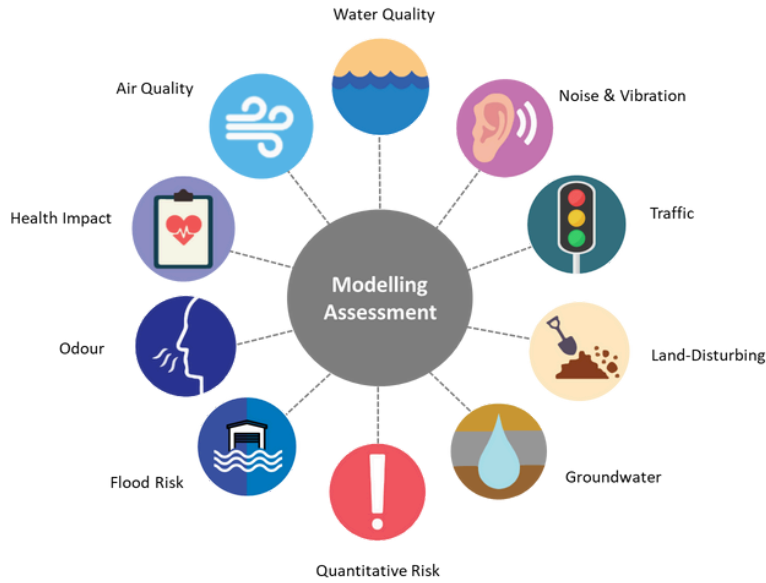 Water Quality
Air Quality
Noise & Vibration
Health Impact
Traffic
Modelling
Assessment
Odour
Land-Disturbing
Flood Risk
Groundwater
Quantitative Risk